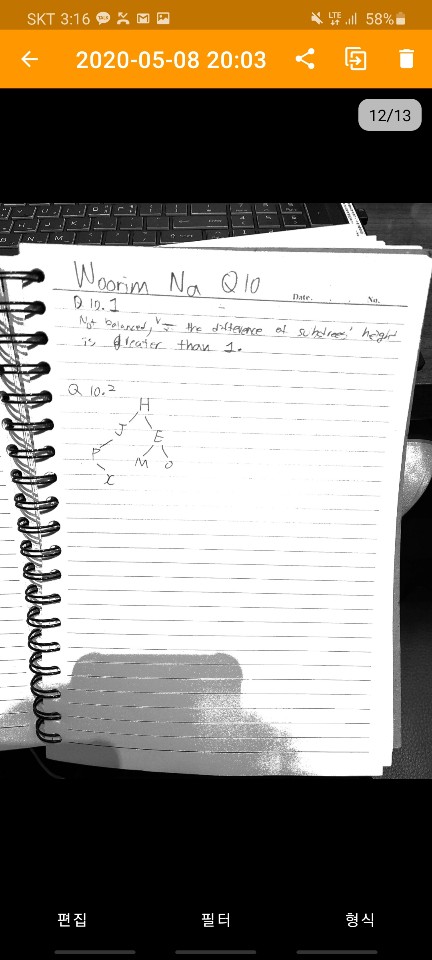 SKT 3:16
LTE
58%
2020-05-08 20:03
12/13
Woorim Na Q10
Date. . . No.
Q 10.1
Not balanced, the difference of subtrees' height
is greater than 1.
Q 10.2
H
J E
P M O
X
편집 필터 형식